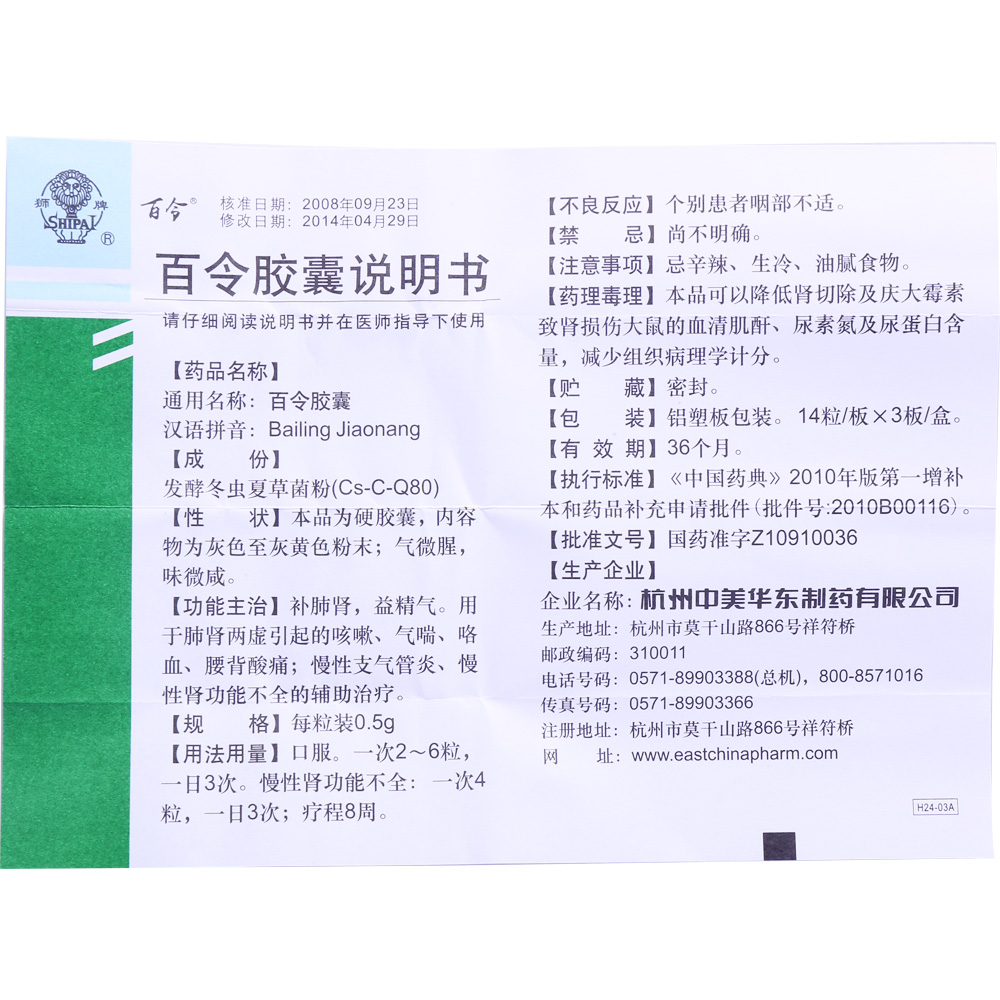 狮牌
SHIPAI
®
百令®
核准日期：2008年09月23日
修改日期：2014年04月29日
百令胶囊说明书
请仔细阅读说明书并在医师指导下使用
【药品名称】
通用名称：百令胶囊
汉语拼音：Bailing Jiaonang
【成 份】
发酵冬虫夏草菌粉(Cs-C-Q80)
【性 状】本品为硬胶囊，内容
物为灰色至灰黄色粉末；气微腥，
味微咸。
【功能主治】补肺肾，益精气。用
于肺肾两虚引起的咳嗽、气喘、咯
血、腰背酸痛；慢性支气管炎、慢
性肾功能不全的辅助治疗。
【规 格】每粒装0.5g
【用法用量】口服。一次2～6粒，
一日3次。慢性肾功能不全：一次4
粒，一日3次；疗程8周。
【不良反应】个别患者咽部不适。
【禁 忌】尚不明确。
【注意事项】忌辛辣、生冷、油腻食物。
【药理毒理】本品可以降低肾切除及庆大霉素
致肾损伤大鼠的血清肌酐、尿素氮及尿蛋白含
量，减少组织病理学计分。
【贮 藏】密封。
【包 装】铝塑板包装。14粒/板×3板/盒。
【有 效 期】36个月。
【执行标准】《中国药典》2010年版第一增补
本和药品补充申请批件(批件号:2010B00116)。
【批准文号】国药准字Z10910036
【生产企业】
企业名称：杭州中美华东制药有限公司
生产地址：杭州市莫干山路866号祥符桥
邮政编码：310011
电话号码：0571-89903388(总机)，800-8571016
传真号码：0571-89903366
注册地址：杭州市莫干山路866号祥符桥
网 址：www.eastchinapharm.com
H24-03A